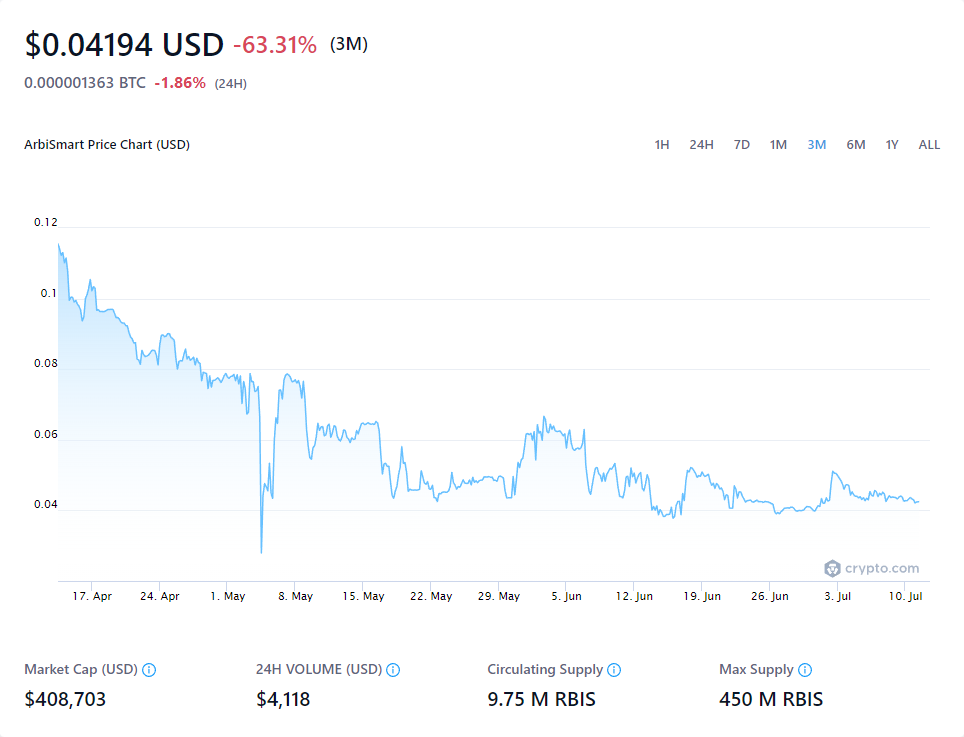 $0.04194 USD -63.31% (3M)
0.000001363 BTC -1.86% (24H)
ArbiSmart Price Chart (USD) 1H 24H 7D 1M 3M 6M 1Y ALL
0.12
0.1
0.08
0.06
0.04
crypto.com
17. Apr 24. Apr 1. May 8. May 15. May 22. May 29. May 5. Jun 12. Jun 19. Jun 26. Jun 3. Jul 10. Jul
Market Cap (USD) 24H VOLUME (USD) Circulating Supply Max Supply
$408,703 $4,118 9.75 M RBIS 450 M RBIS